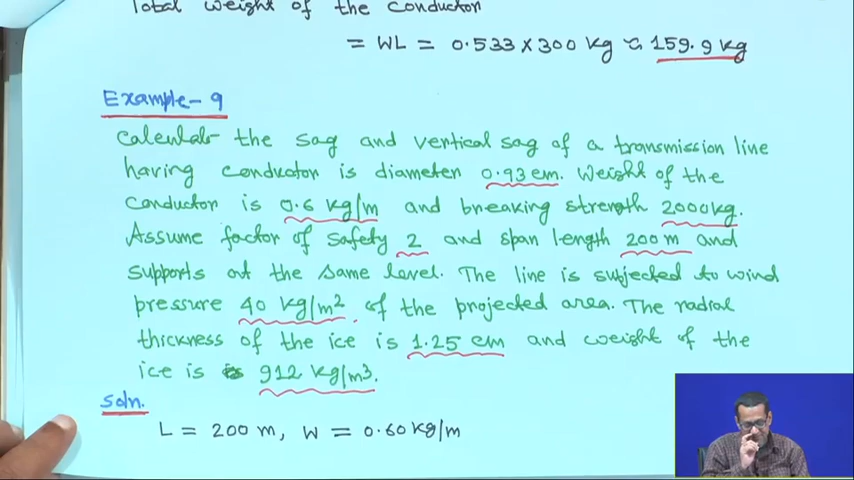 Total weight of the conductor
= WL = 0.533 x 300 kg ≈ 159.9 kg
Example-9
Calculate the sag and vertical sag of a transmission line
having conductor is diameter 0.93 cm. Weight of the
conductor is 0.6 kg/m and breaking strength 2000 kg.
Assume factor of safety 2 and span length 200 m and
supports at the same level. The line is subjected to wind
pressure 40 kg/m² of the projected area. The radial
thickness of the ice is 1.25 cm and weight of the
ice is 912 kg/m³.
Soln.
L = 200 m, W = 0.60 kg/m